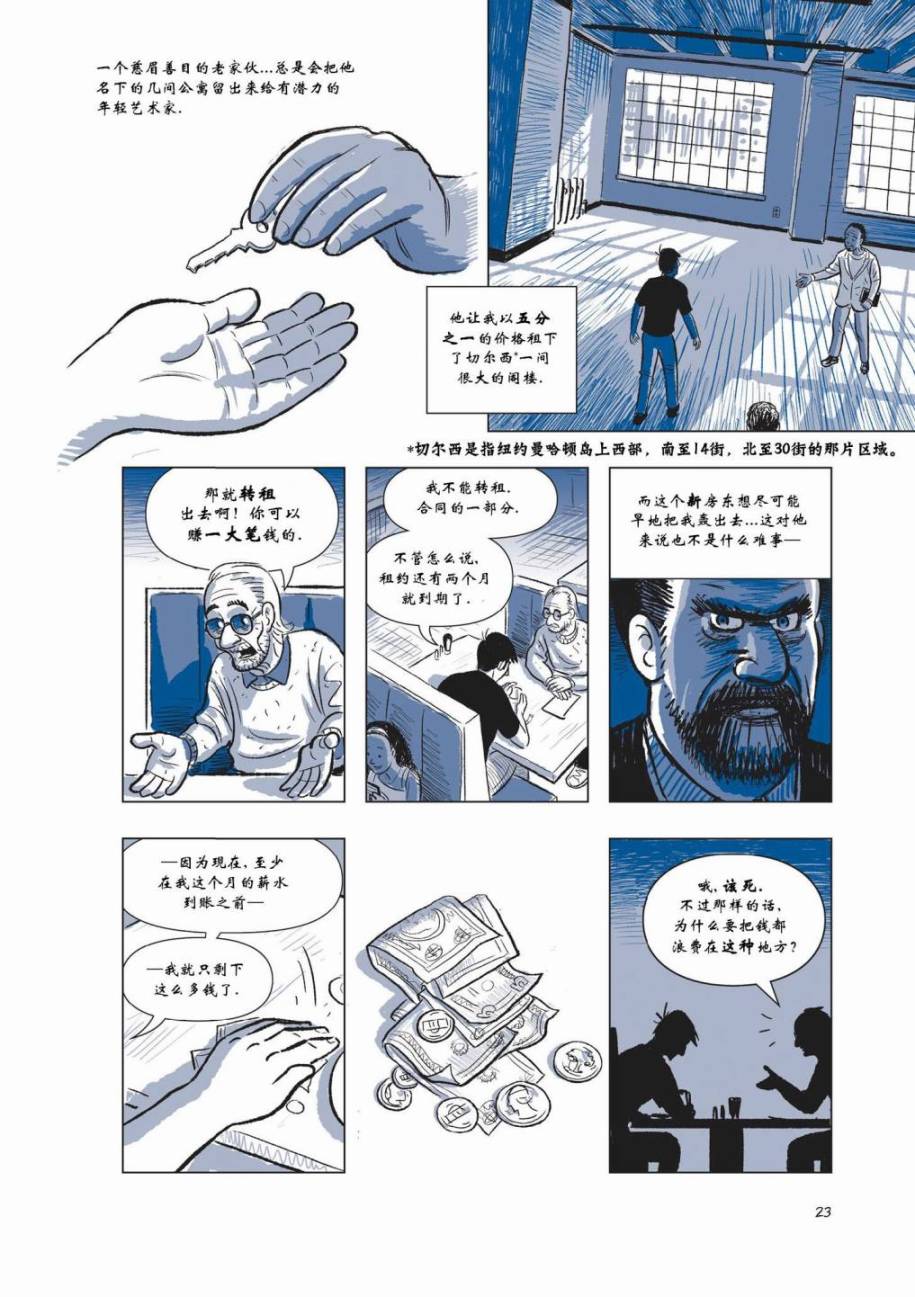 一个慈眉善目的老家伙...总是会把他
名下的几间公寓留出来给有潜力的
年轻艺术家.
他让我以五分
之一的价格租下
了切尔西*一间
很大的阁楼.
*切尔西是指纽约曼哈顿岛上西部，南至14街，北至30街的那片区域。
那就转租
出去啊！你可以
赚一大笔钱的.
我不能转租.
合同的一部分.
不管怎么说,
租约还有两个月
就到期了.
而这个新房东想尽可能
早地把我轰出去...这对他
来说也不是什么难事—
—因为现在,至少
在我这个月的薪水
到账之前—
—我就只剩下
这么多钱了.
哦,该死.
不过那样的话,
为什么要把钱都
浪费在这种地方?
23